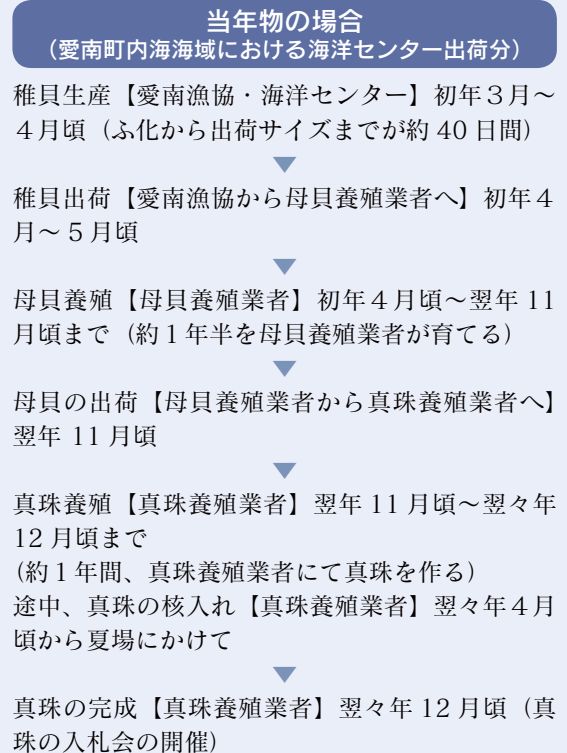 当年物の場合
（愛南町内海海域における海洋センター出荷分）
稚貝生産【愛南漁協・海洋センター】初年３月～
４月頃（ふ化から出荷サイズまでが約 40 日間）
▼
稚貝出荷【愛南漁協から母貝養殖業者へ】初年４
月～５月頃
▼
母貝養殖【母貝養殖業者】初年４月頃～翌年 11
月頃まで（約１年半を母貝養殖業者が育てる）
▼
母貝の出荷【母貝養殖業者から真珠養殖業者へ】
翌年 11 月頃
▼
真珠養殖【真珠養殖業者】翌年 11 月頃～翌々年
12 月頃まで
（約１年間、真珠養殖業者にて真珠を作る）
途中、真珠の核入れ【真珠養殖業者】翌々年４月
頃から夏場にかけて
▼
真珠の完成【真珠養殖業者】翌々年 12 月頃（真
珠の入札会の開催）